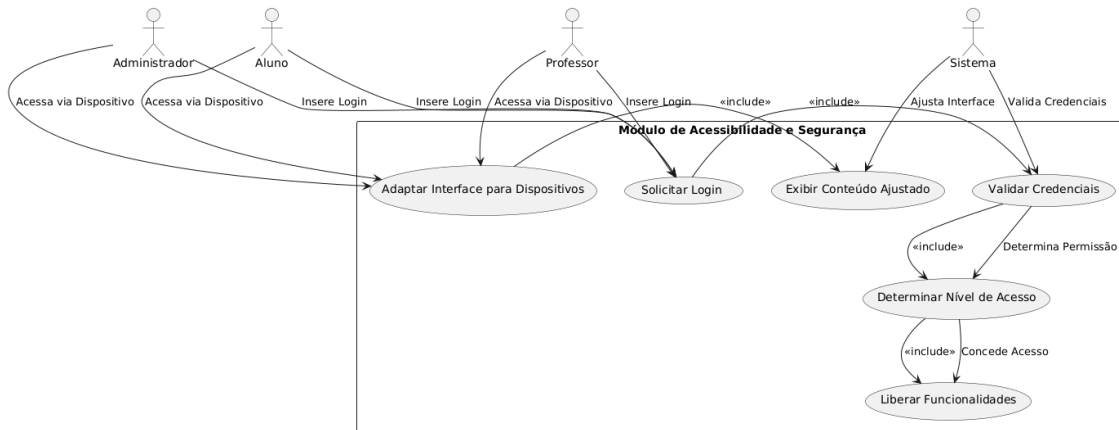 Administrador
Aluno
Professor
Sistema
Acessa via Dispositivo
Acessa via Dispositivo
Insere Login
Insere Login
Acessa via Dispositivo
Insere Login
«include»
«include»
Ajusta Interface
Valida Credenciais
Módulo de Acessibilidade e Segurança
Adaptar Interface para Dispositivos
Solicitar Login
Exibir Conteúdo Ajustado
Validar Credenciais
«include»
Determina Permissão
Determinar Nível de Acesso
«include»
Concede Acesso
Liberar Funcionalidades